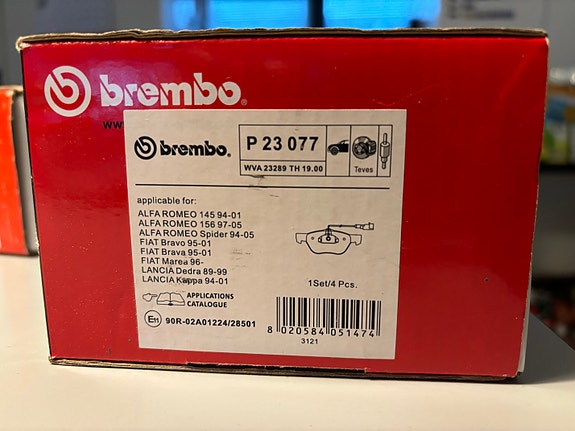 brembo®
www.
brembo®
P 23 077
WVA 23289 TH 19.00
Teves
applicable for:
ALFA ROMEO 145 94-01
ALFA ROMEO 156 97-05
ALFA ROMEO Spider 94-05
FIAT Bravo 95-01
FIAT Brava 95-01
FIAT Marea 96-
LANCIA Dedra 89-99
LANCIA Kappa 94-01
1Set/4 Pcs.
APPLICATIONS
CATALOGUE
E11 90R-02A01224/28501
8 020584 051474
3121